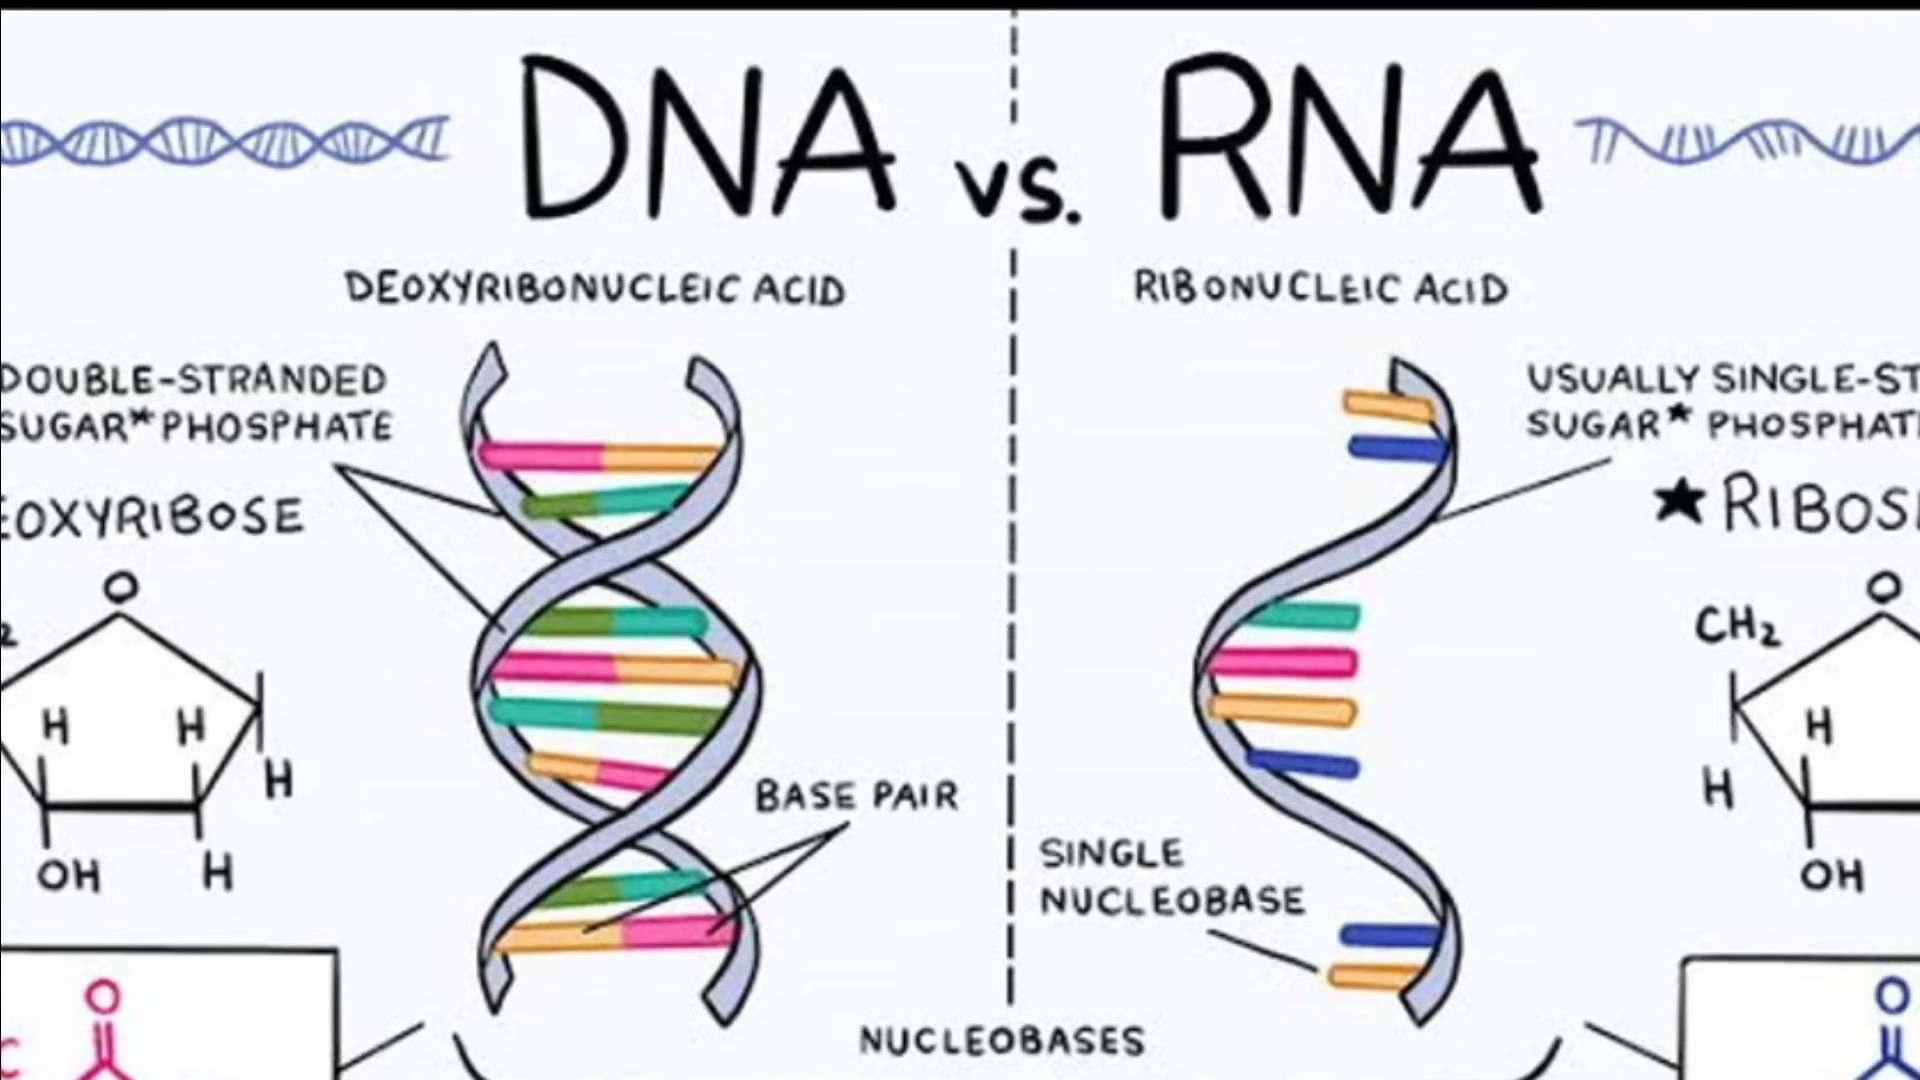 DNA vs. RNA
DEOXYRIBONUCLEIC ACID
RIBONUCLEIC ACID
DOUBLE-STRANDED
SUGAR* PHOSPHATE
USUALLY SINGLE-ST
SUGAR* PHOSPHAT
EOXYRIBOSE
★ RIBOS
O
O
2
CH2
H
H
H
H
H
OH
H
OH
BASE PAIR
SINGLE
NUCLEOBASE
NUCLEOBASES
O
O